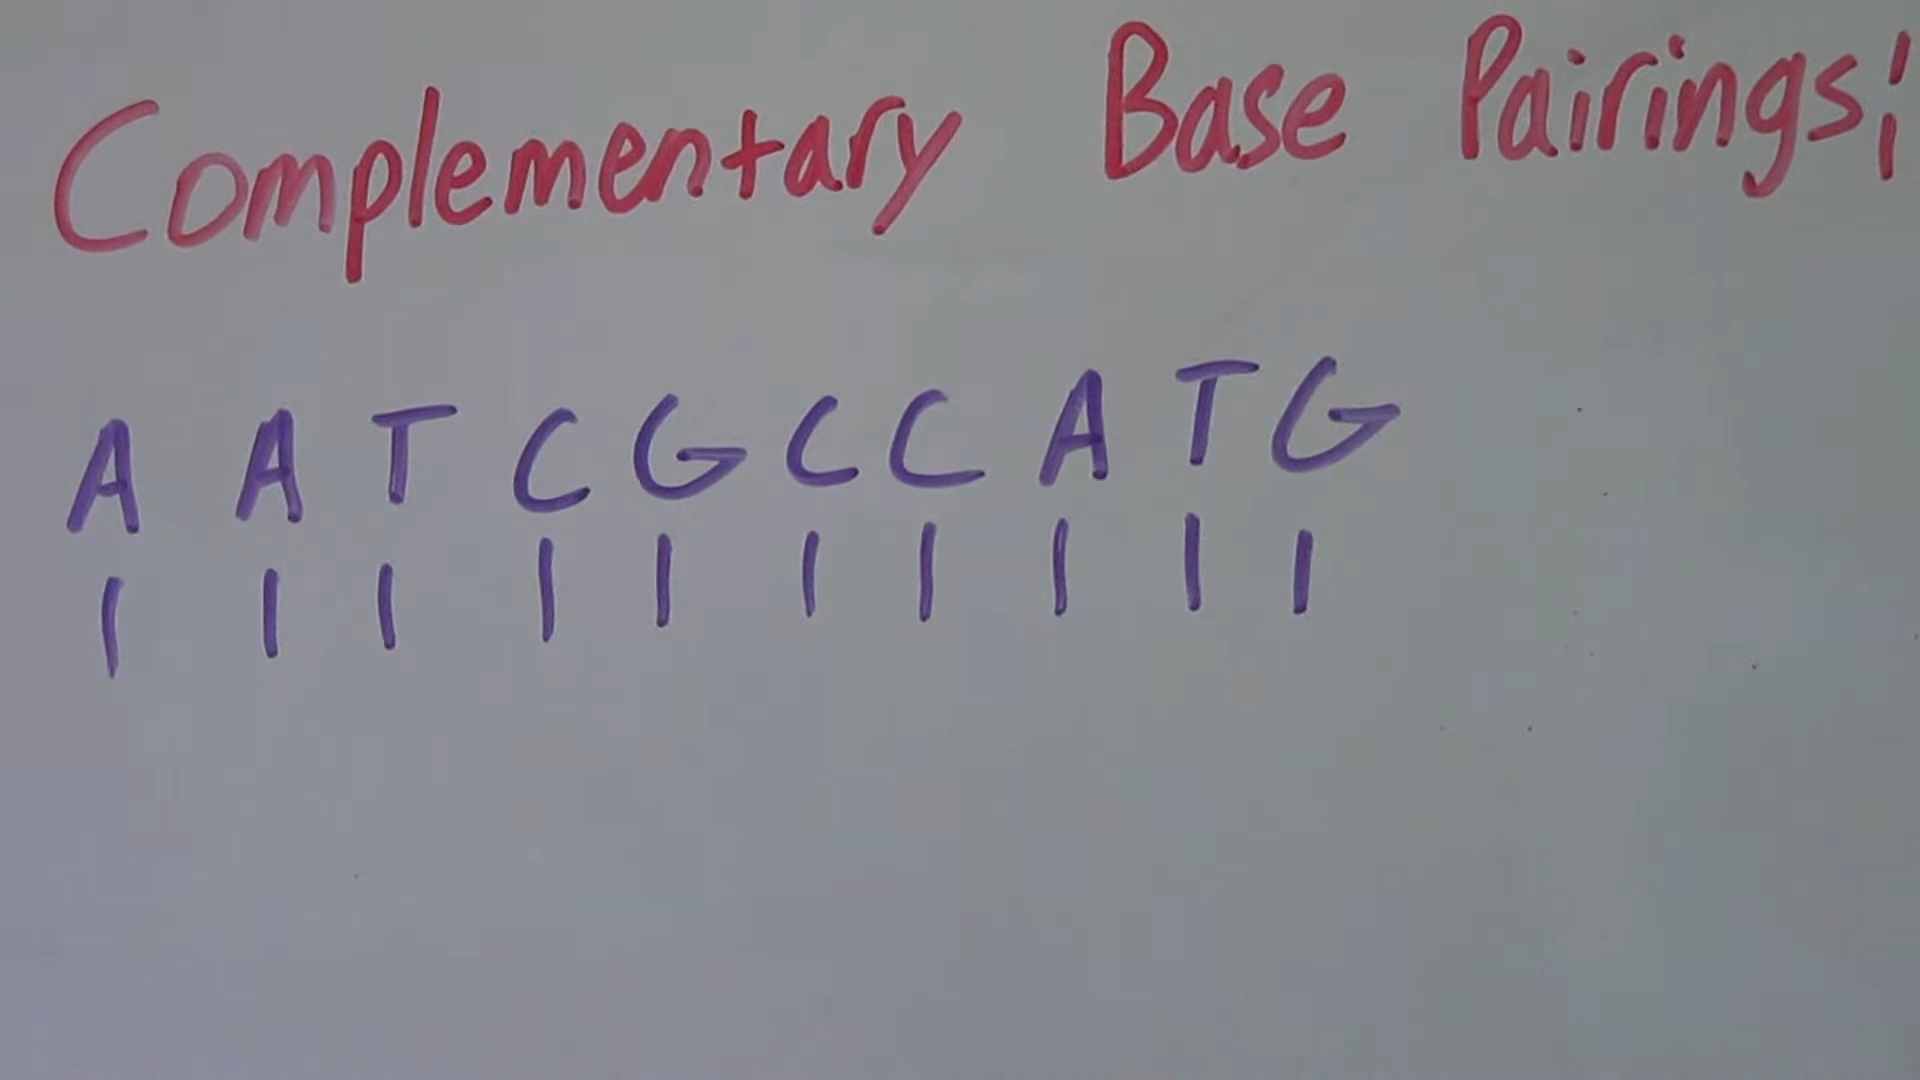 Complementary Base Pairings:
A A T C G C C A T G
| | | | | | | | | |